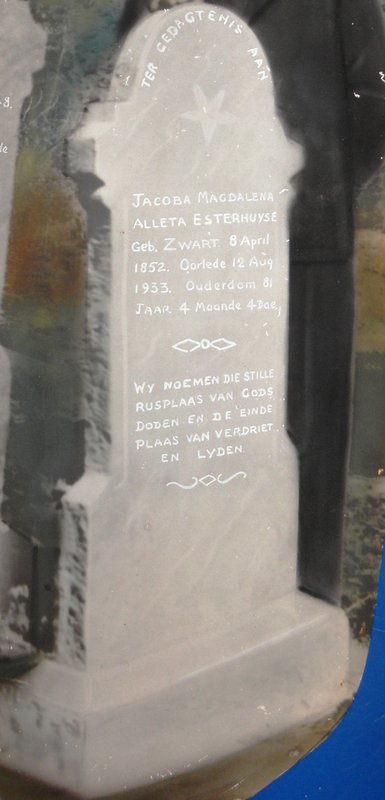 TER GEDAGTENIS AAN
JACOBA MAGDALENA
ALLETA ESTERHUYSE
Geb. ZWART. 8 April
1852. Oorlede 12 Aug
1933. Ouderdom 81
JAAR 4 Maande 4 Dae,
WY NOEMEN DIE STILLE
RUSPLAAS VAN GODS
DODEN EN DE EINDE
PLAAS VAN VERDRIET
EN LYDEN.